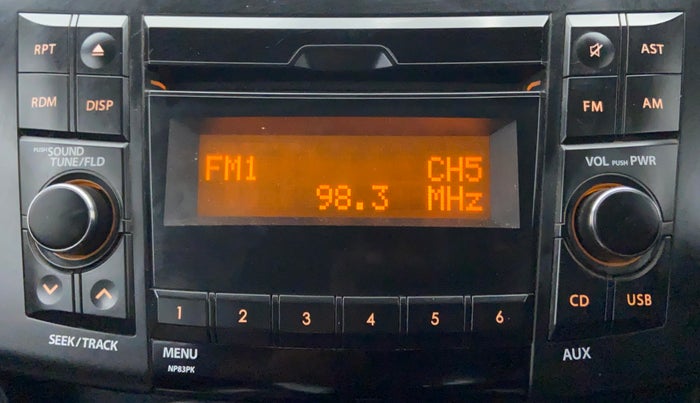 RPT
AST
RDM
DISP
FM
AM
PUSH SOUND
TUNE/FLD
VOL PUSH PWR
FM1 CH5
98.3 MHz
CD
USB
1 2 3 4 5 6
SEEK/TRACK
MENU
NP83PK
AUX